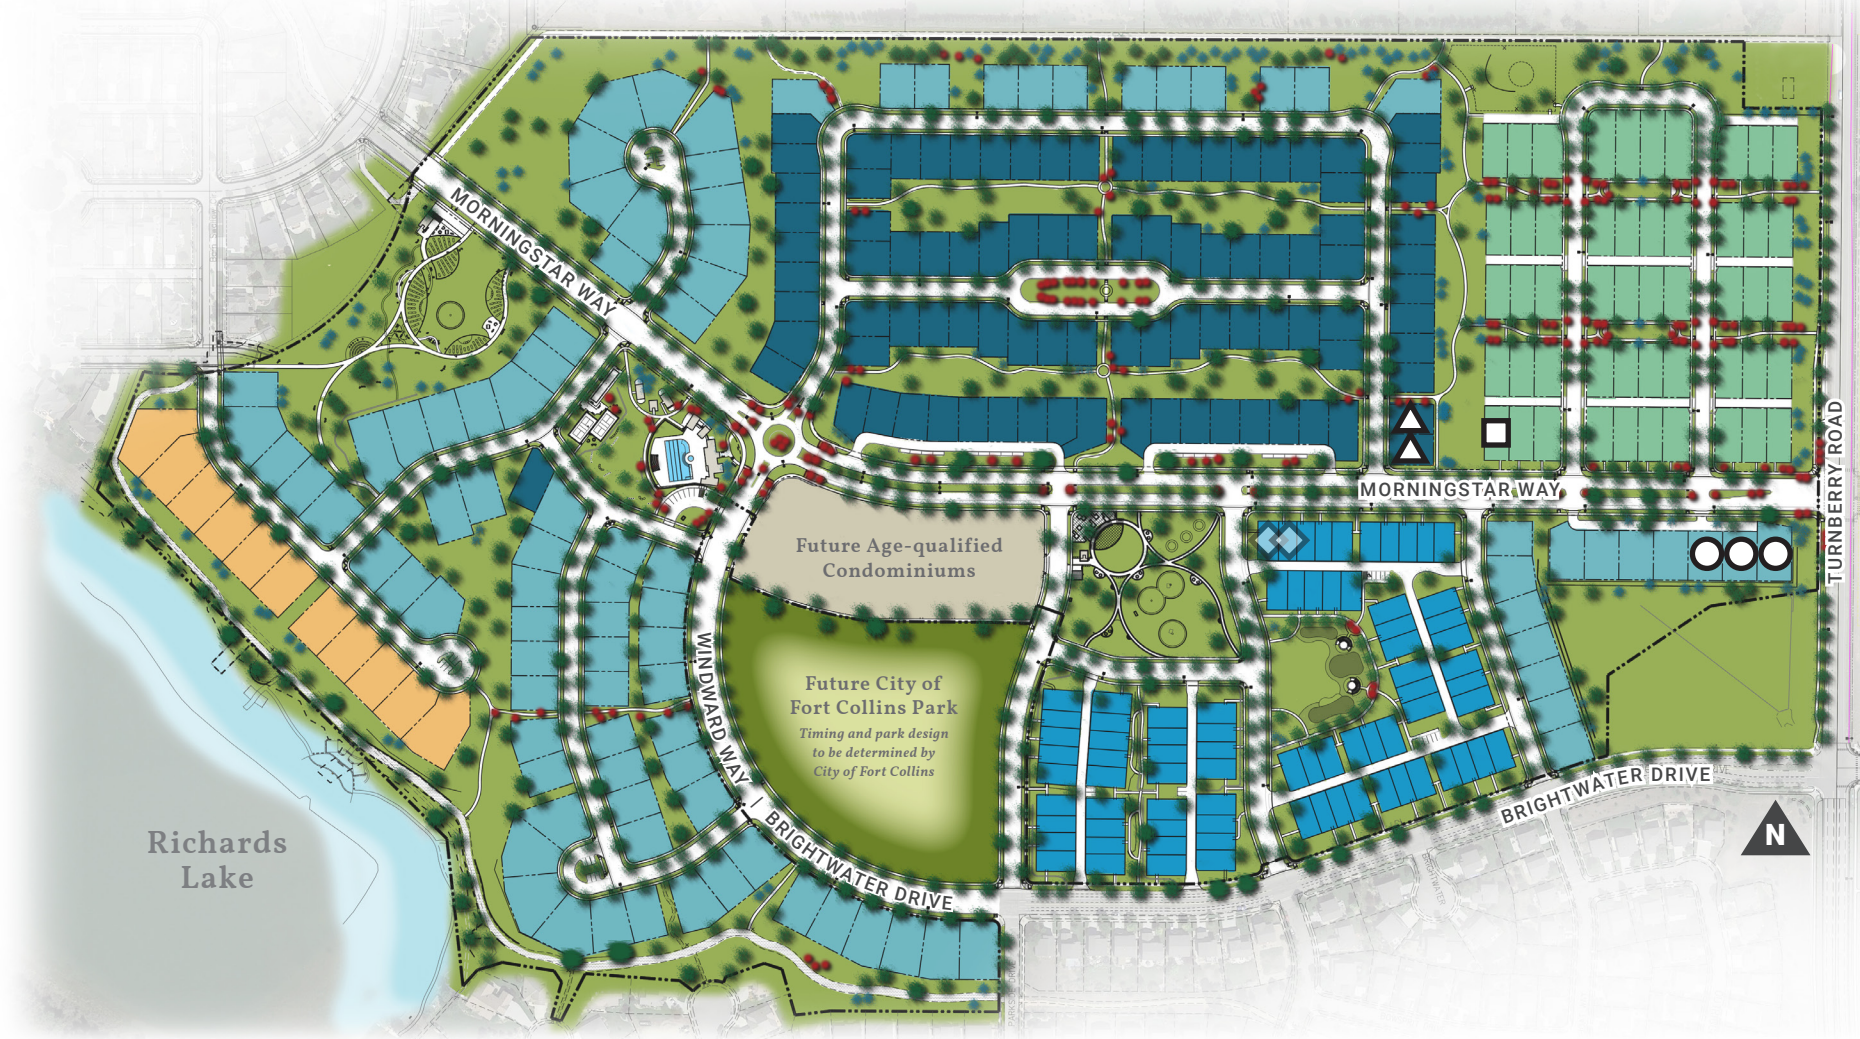 MORNINGSTAR WAY
MORNINGSTAR WAY
TURNBERRY ROAD
Future Age-qualified
Condominiums
WINDWARD WAY | BRIGHTWATER DRIVE
Future City of
Fort Collins Park
Timing and park design
to be determined by
City of Fort Collins
BRIGHTWATER DRIVE
N
Richards
Lake